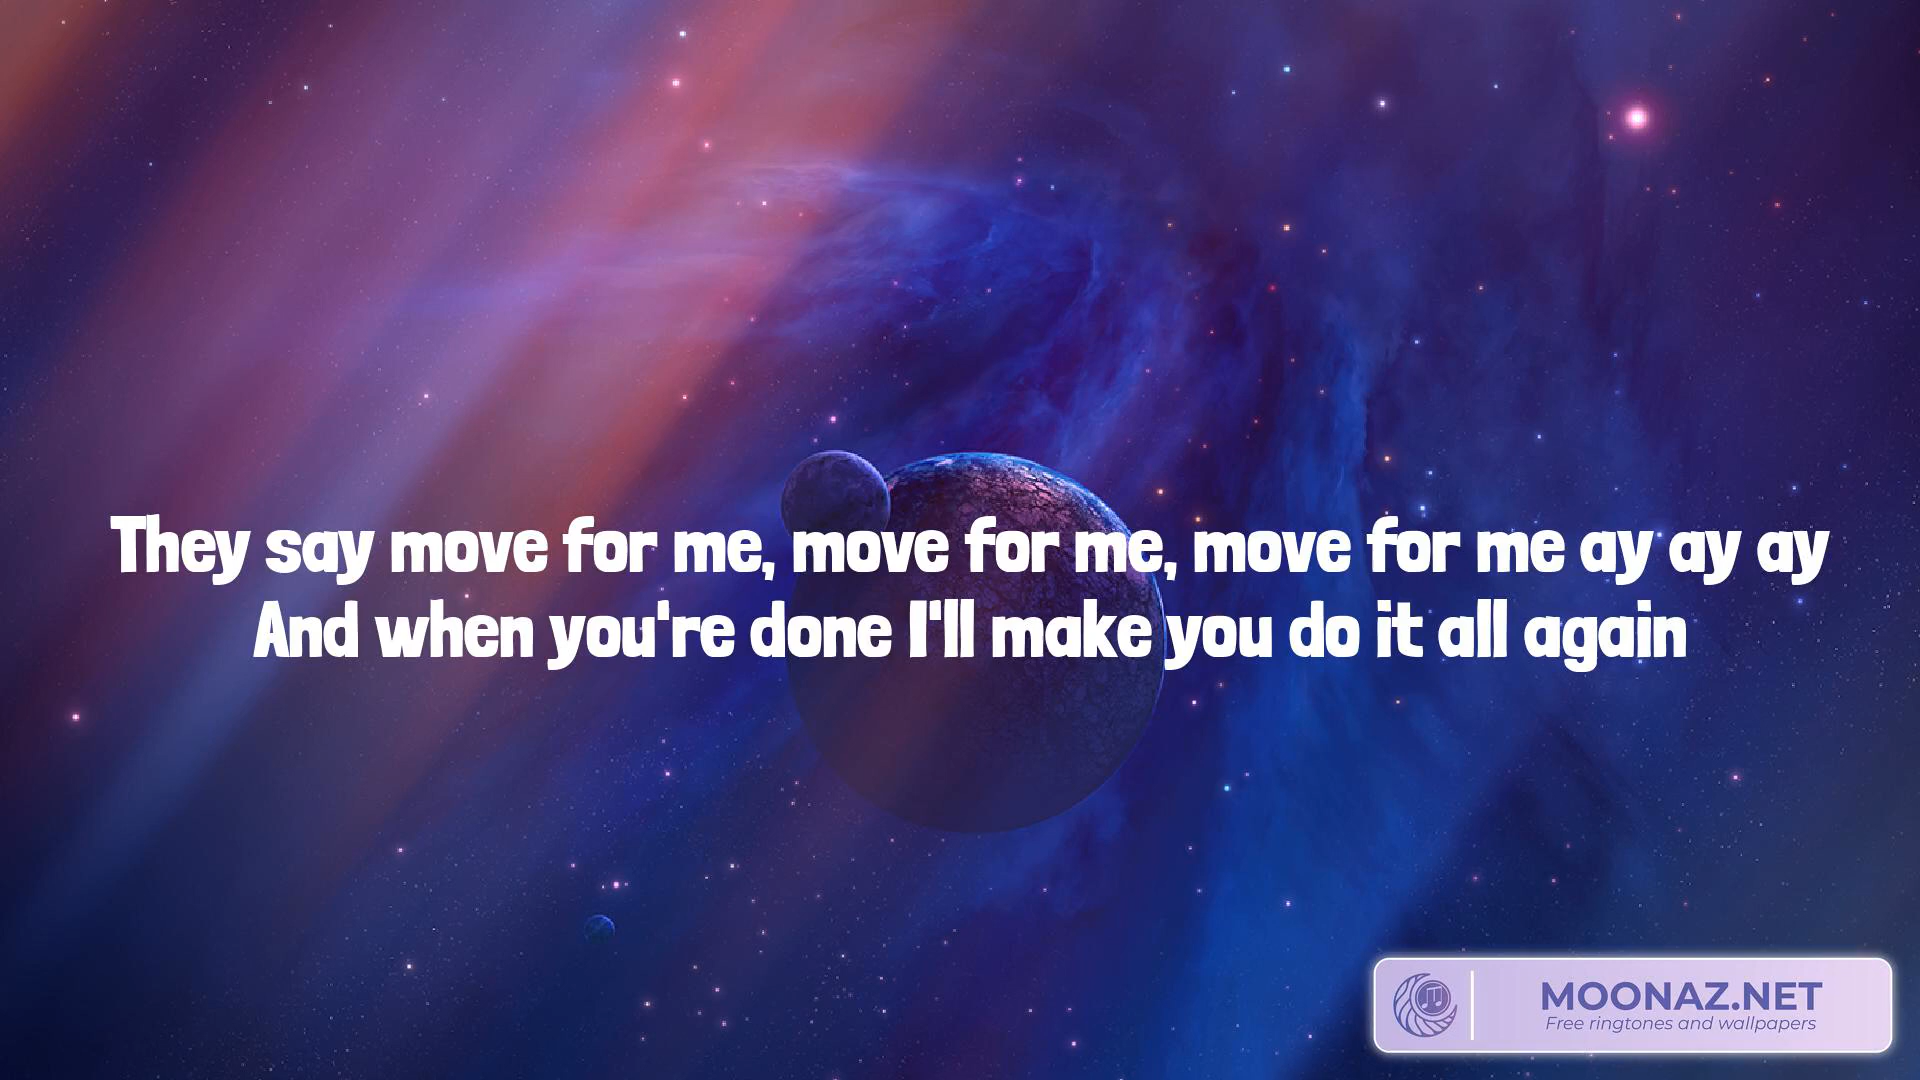 They say move for me, move for me, move for me ay ay ay
And when you're done I'll make you do it all again
MOONAZ.NET
Free ringtones and wallpapers